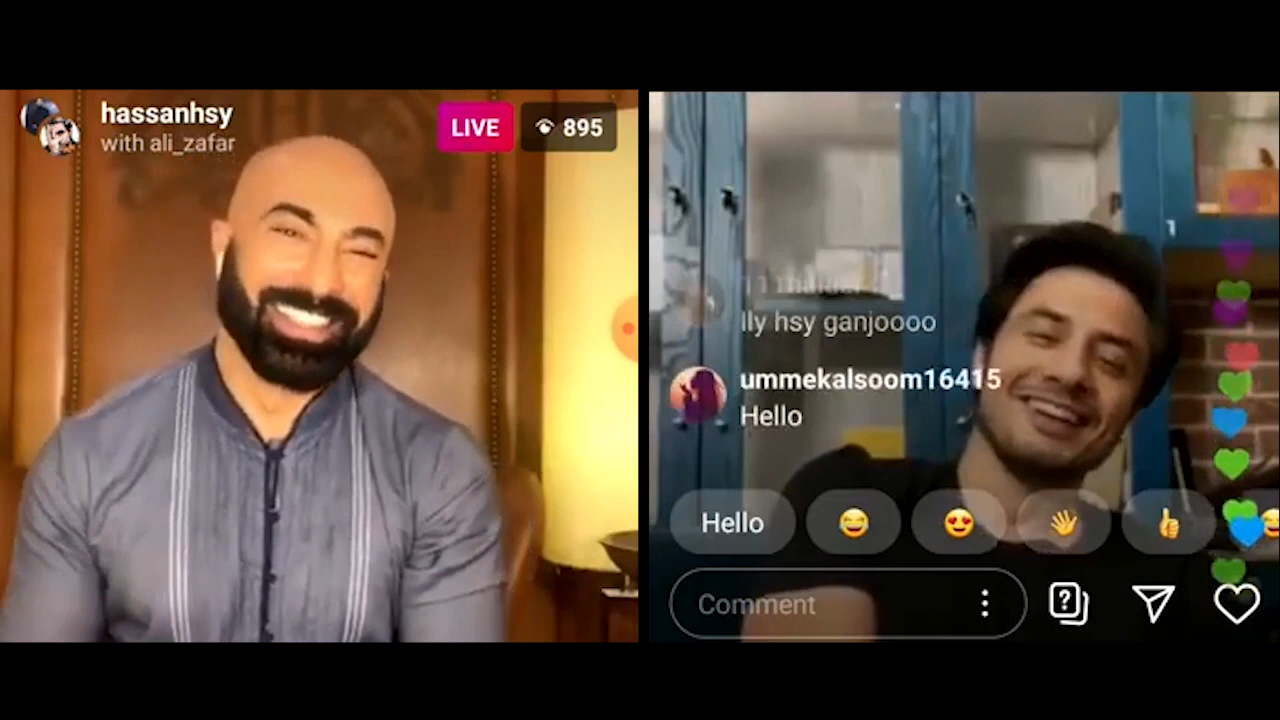 hassanhsy
with ali_zafar
LIVE
895
lly hsy ganjoooo
ummekalsoom16415
Hello
Hello
Comment